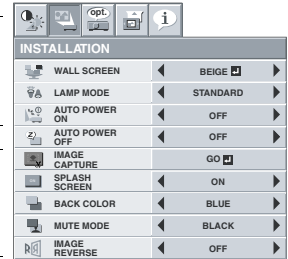 opt.
i
INSTALLATION
WALL SCREEN BEIGE
LAMP MODE STANDARD
AUTO POWER
ON OFF
AUTO POWER
OFF OFF
IMAGE
CAPTURE GO
SPLASH
SCREEN ON
BACK COLOR BLUE
MUTE MODE BLACK
IMAGE
REVERSE OFF